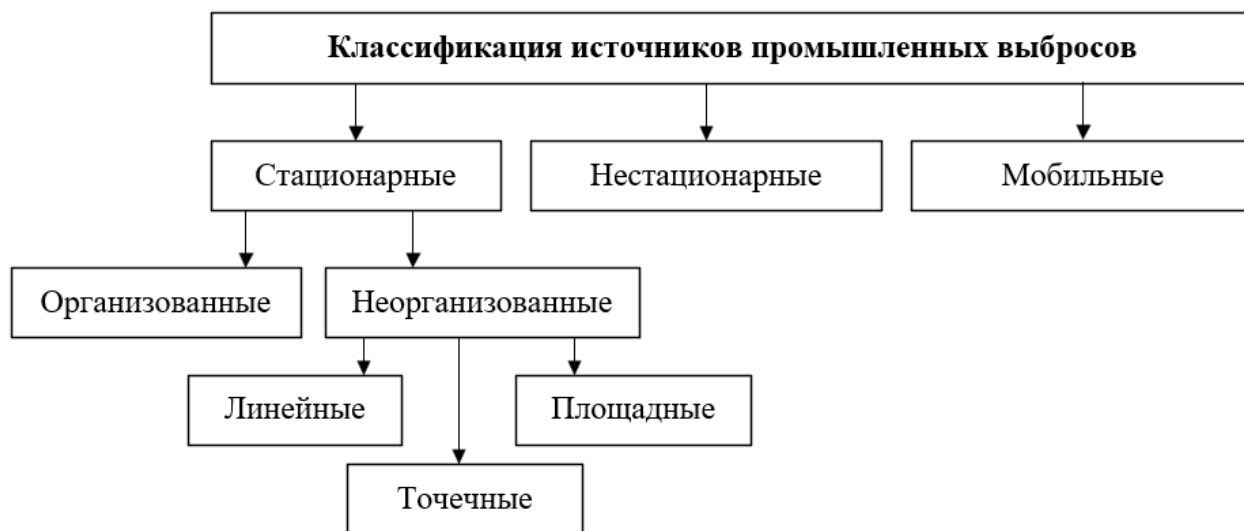 Классификация источников промышленных выбросов
Стационарные
Нестационарные
Мобильные
Организованные
Неорганизованные
Линейные
Площадные
Точечные